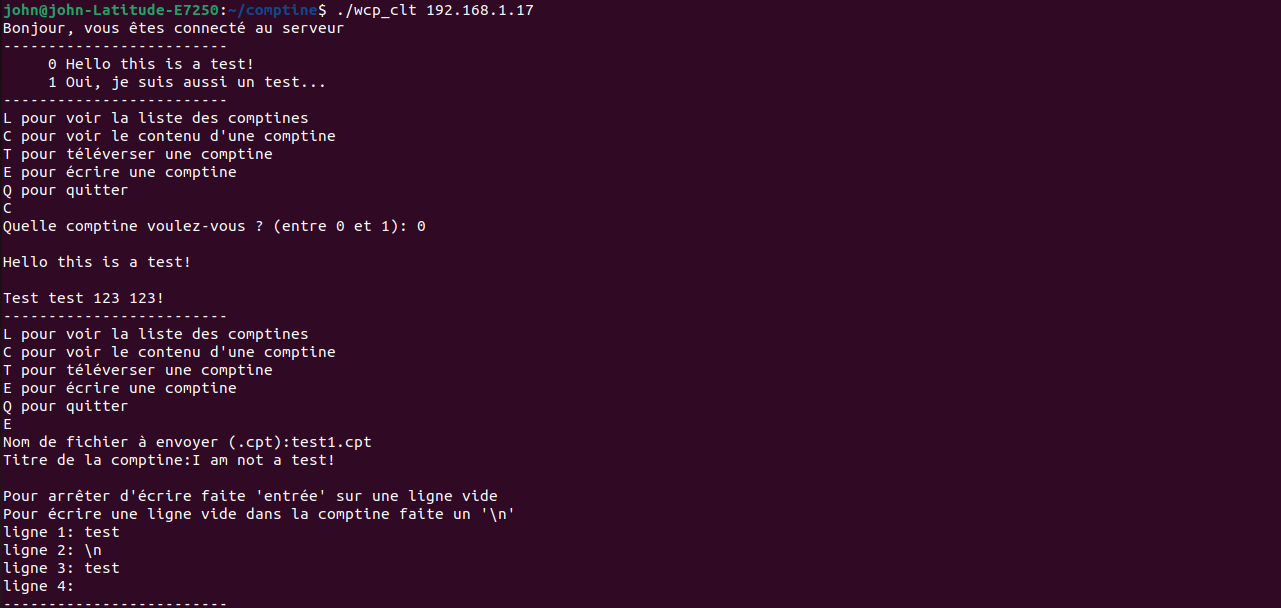 john@john-Latitude-E7250:~/comptine$ ./wcp_clt 192.168.1.17
Bonjour, vous êtes connecté au serveur
-------------------------
     0 Hello this is a test!
     1 Oui, je suis aussi un test...
-------------------------
L pour voir la liste des comptines
C pour voir le contenu d'une comptine
T pour téléverser une comptine
E pour écrire une comptine
Q pour quitter
C
Quelle comptine voulez-vous ? (entre 0 et 1): 0

Hello this is a test!

Test test 123 123!
-------------------------
L pour voir la liste des comptines
C pour voir le contenu d'une comptine
T pour téléverser une comptine
E pour écrire une comptine
Q pour quitter
E
Nom de fichier à envoyer (.cpt):test1.cpt
Titre de la comptine:I am not a test!

Pour arrêter d'écrire faite 'entrée' sur une ligne vide
Pour écrire une ligne vide dans la comptine faite un '\n'
ligne 1: test
ligne 2: \n
ligne 3: test
ligne 4:
-------------------------